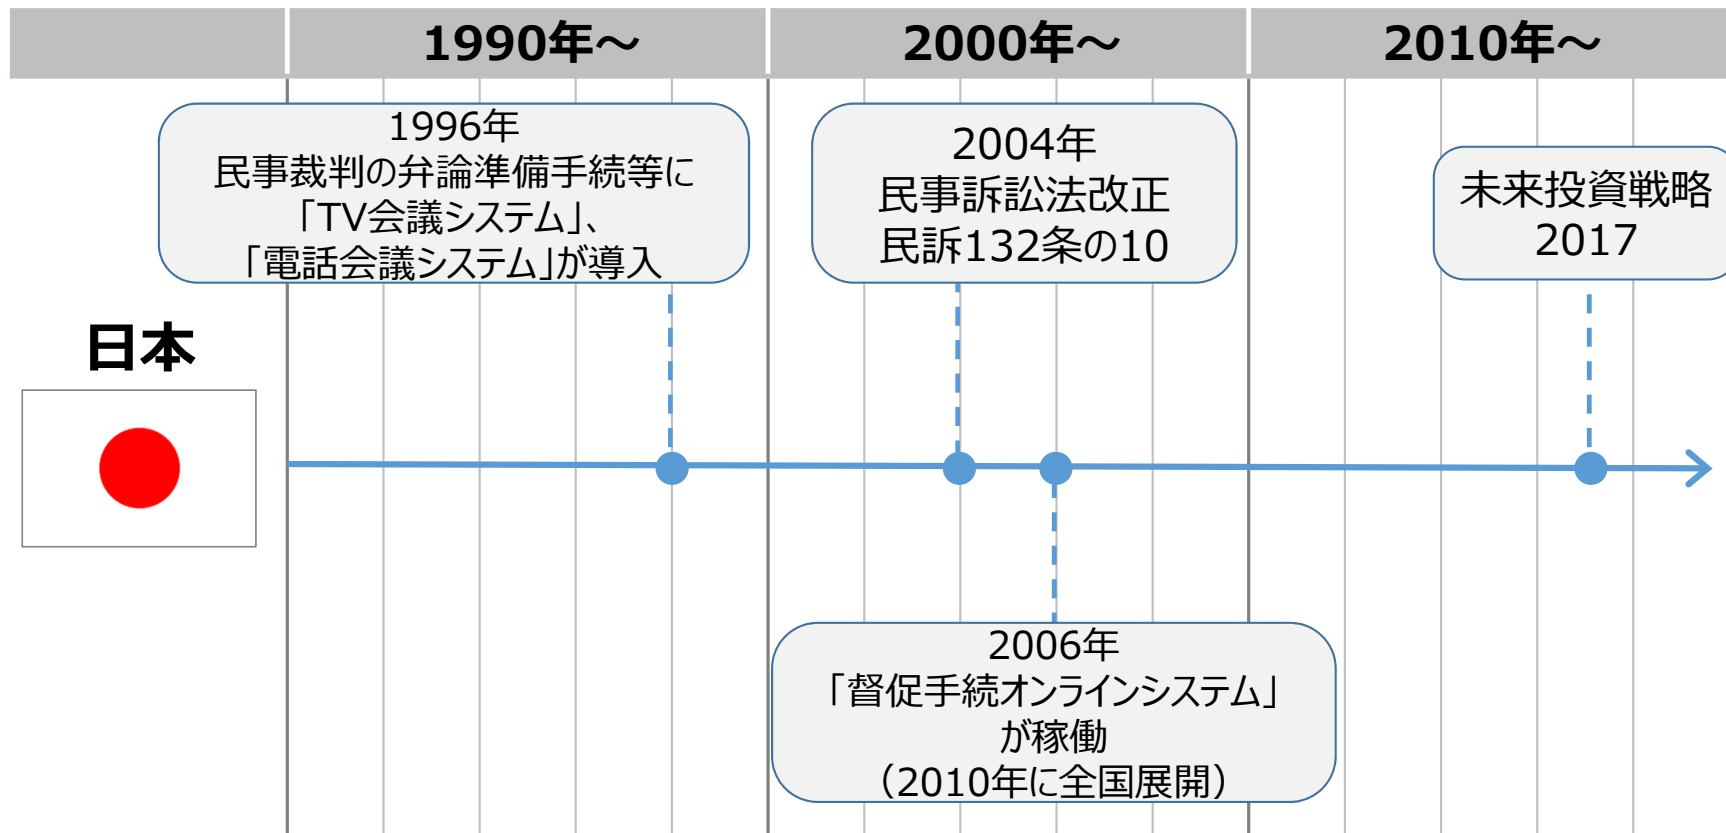 1990年～
2000年～
2010年～
1996年
民事裁判の弁論準備手続等に
「TV会議システム」、
「電話会議システム」が導入
2004年
民事訴訟法改正
民訴132条の10
未来投資戦略
2017
日本
2006年
「督促手続オンラインシステム」
が稼働
（2010年に全国展開）